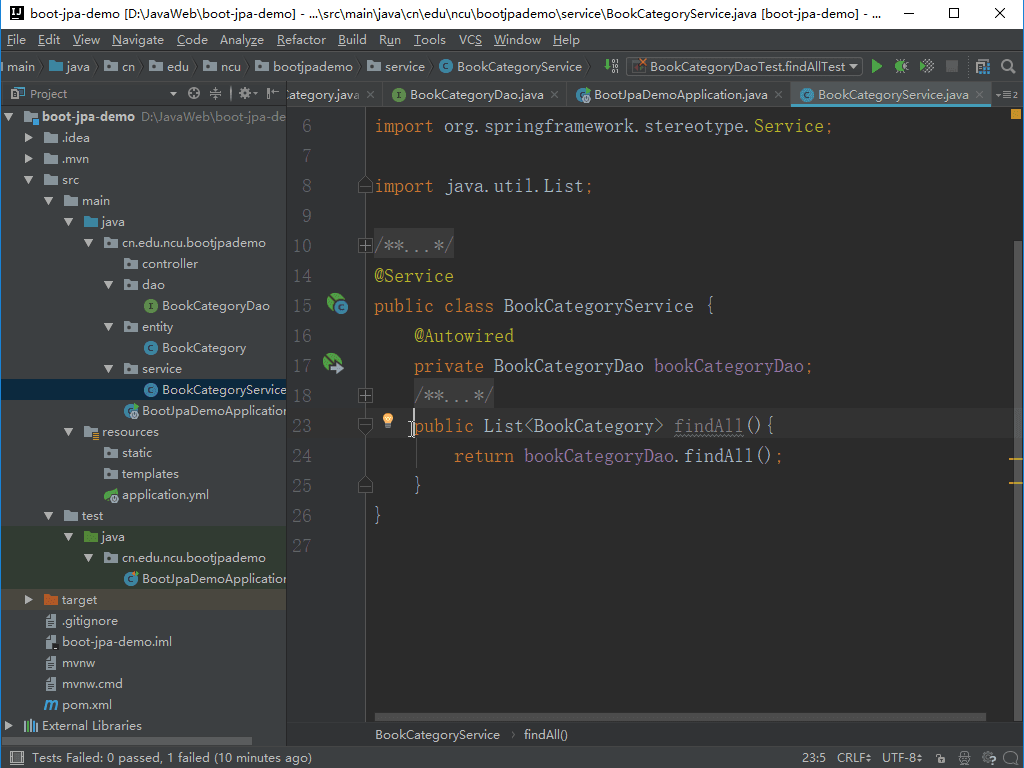 boot-jpa-demo [D:\JavaWeb\boot-jpa-demo] - ...\src\main\java\cn\edu\ncu\bootjpademo\service\BookCategoryService.java [boot-jpa-demo] - ...
File Edit View Navigate Code Analyze Refactor Build Run Tools VCS Window Help
main java cn edu ncu bootjpademo service BookCategoryService BookCategoryDaoTest.findAllTest
Project
ategory.java BookCategoryDao.java BootJpaDemoApplication.java BookCategoryService.java 2
boot-jpa-demo D:\JavaWeb\boot-jpa-de
.idea
.mvn
src
main
java
cn.edu.ncu.bootjpademo
controller
dao
BookCategoryDao
entity
BookCategory
service
BookCategoryService
BootJpaDemoApplication
resources
static
templates
application.yml
test
java
cn.edu.ncu.bootjpademo
BootJpaDemoApplication
target
.gitignore
boot-jpa-demo.iml
mvnw
mvnw.cmd
pom.xml
External Libraries
6 import org.springframework.stereotype.Service;
7
8 import java.util.List;
9
10 /**...*/
14 @Service
15 public class BookCategoryService {
16 @Autowired
17 private BookCategoryDao bookCategoryDao;
18 /**...*/
23 public List<BookCategory> findAll(){
24 return bookCategoryDao.findAll();
25 }
26 }
27
BookCategoryService findAll()
Tests Failed: 0 passed, 1 failed (10 minutes ago) 23:5 CRLF UTF-8